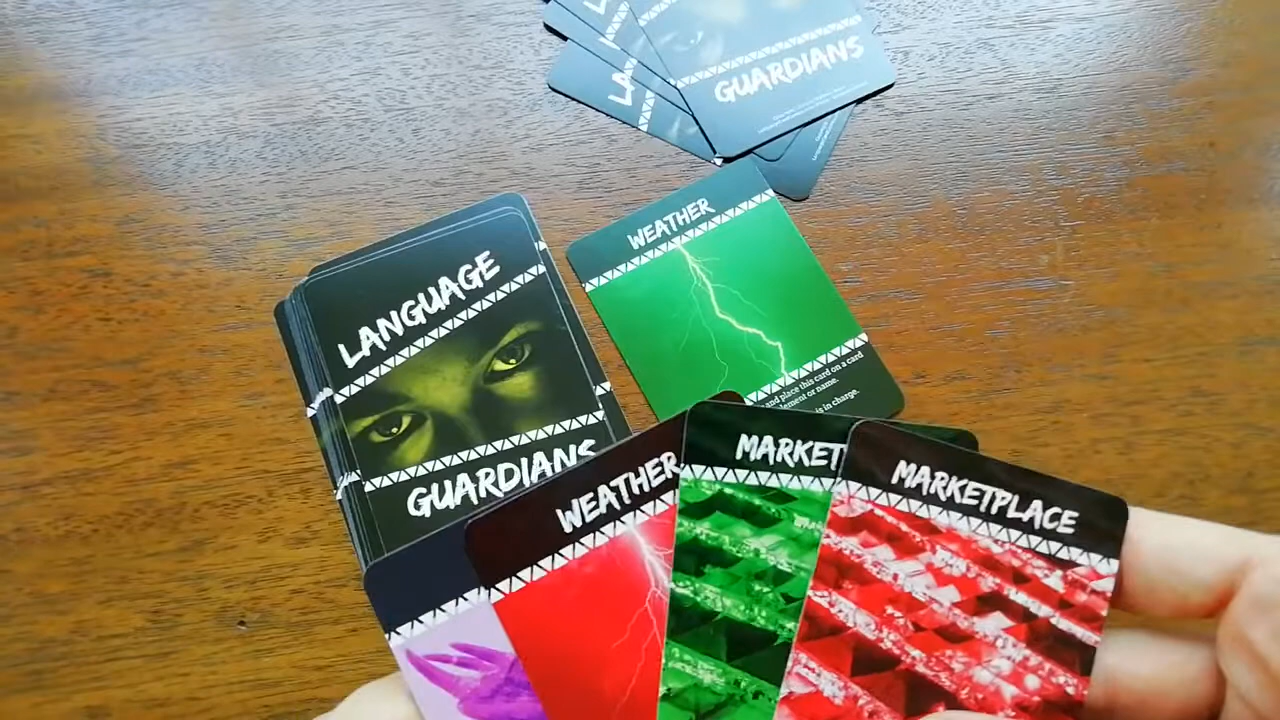 LA
GUARDIANS
WEATHER
and place this card on a card
element or name.
is in charge.
LANGUAGE
GUARDIANS
WEATHER
MARKET
MARKETPLACE